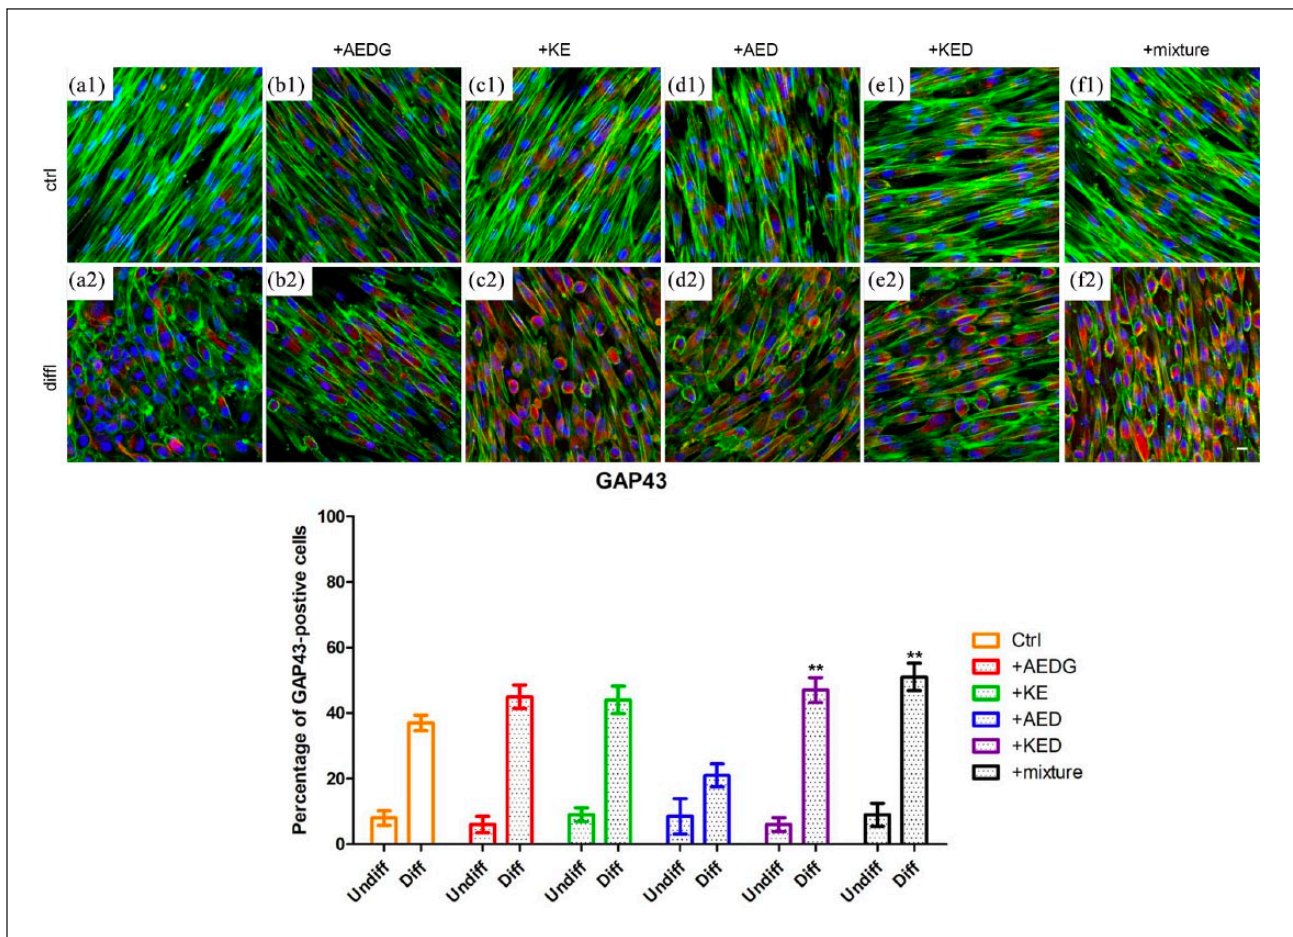 +AEDG +KE +AED +KED +mixture
(a1) (b1) (c1) (d1) (e1) (f1)
ctrl
(a2) (b2) (c2) (d2) (e2) (f2)
diffl
GAP43
Percentage of GAP43-postive cells
100
80
60
40
20
0
** **
Undiff Diff Undiff Diff Undiff Diff Undiff Diff Undiff Diff Undiff Diff
Ctrl
+AEDG
+KE
+AED
+KED
+mixture